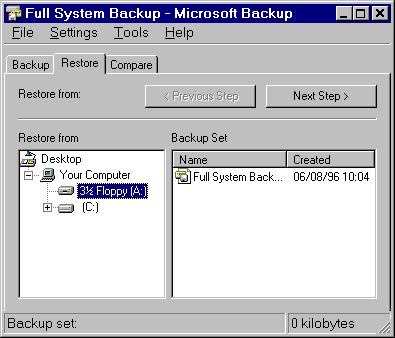 Full System Backup - Microsoft Backup
File Settings Tools Help
Backup Restore Compare
Restore from: < Previous Step Next Step >
Restore from Backup Set
Desktop
Name Created
Your Computer
Full System Back... 06/08/96 10:04
3½ Floppy (A:)
(C:)
Backup set: 0 kilobytes